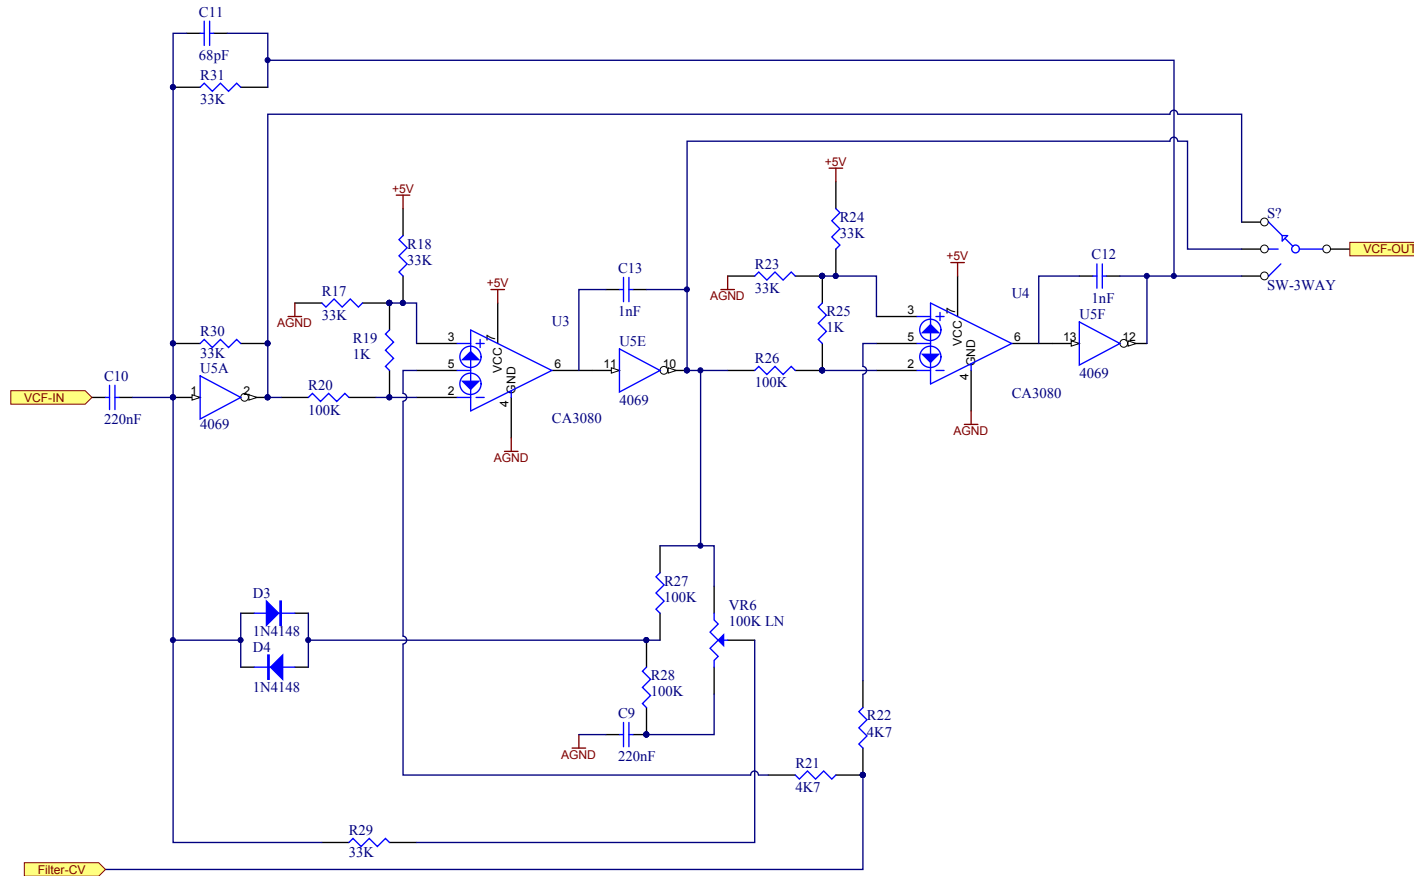 C11
68pF
R31
33K
+5V
R24
33K
+5V
R18
33K
S?
VCF-OUT
SW-3WAY
+5V
+5V
C12
1nF
U5F
R23
33K
AGND
C13
1nF
U4
R17
33K
AGND
R25
1K
3
7
VCC
GND
4
5
2
6
13
12
4069
U3
U5E
R19
1K
3
7
VCC
GND
4
5
2
6
11
10
4069
R30
33K
U5A
R26
100K
C10
220nF
VCF-IN
1
2
4069
R20
100K
CA3080
CA3080
AGND
AGND
R27
100K
VR6
100K LN
D3
1N4148
D4
1N4148
R28
100K
C9
220nF
AGND
R22
4K7
R21
4K7
R29
33K
Filter-CV